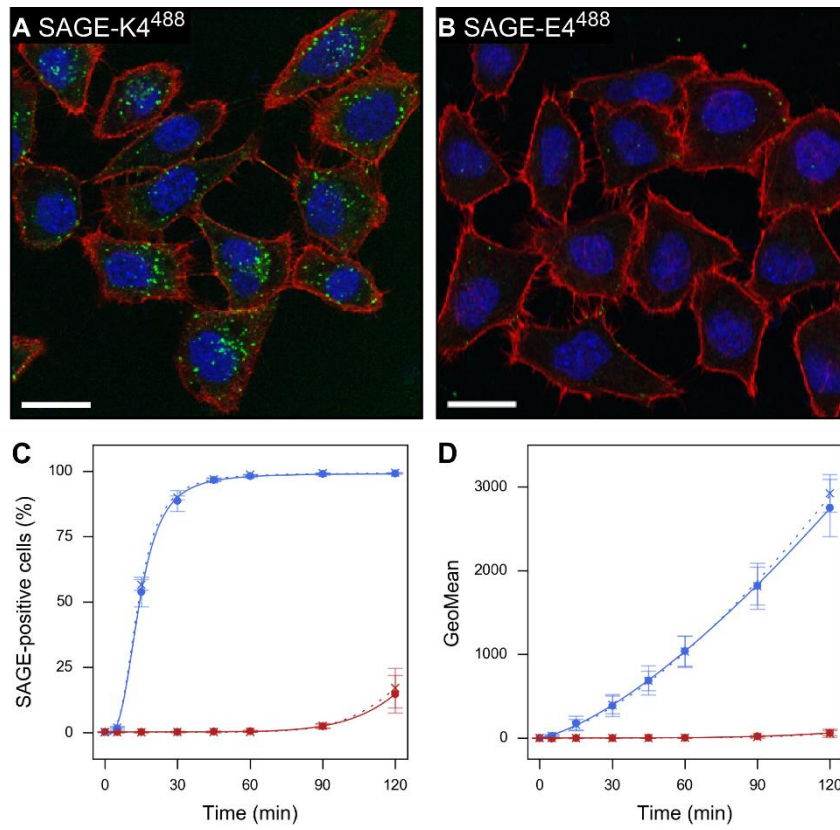 A SAGE-K4⁴⁸⁸
B SAGE-E4⁴⁸⁸
C
SAGE-positive cells (%)
100
75
50
25
0
0 30 60 90 120
Time (min)
D
GeoMean
3000
2000
1000
0
0 30 60 90 120
Time (min)